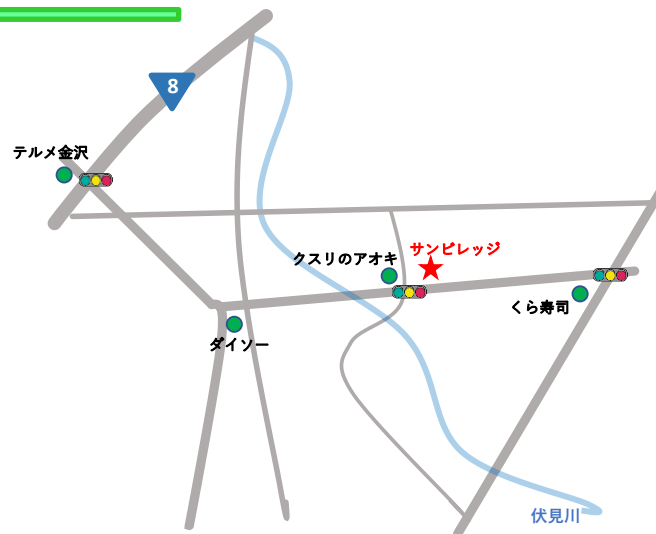 8
テルメ金沢
サンビレッジ
クスリのアオキ
くら寿司
ダイソー
伏見川